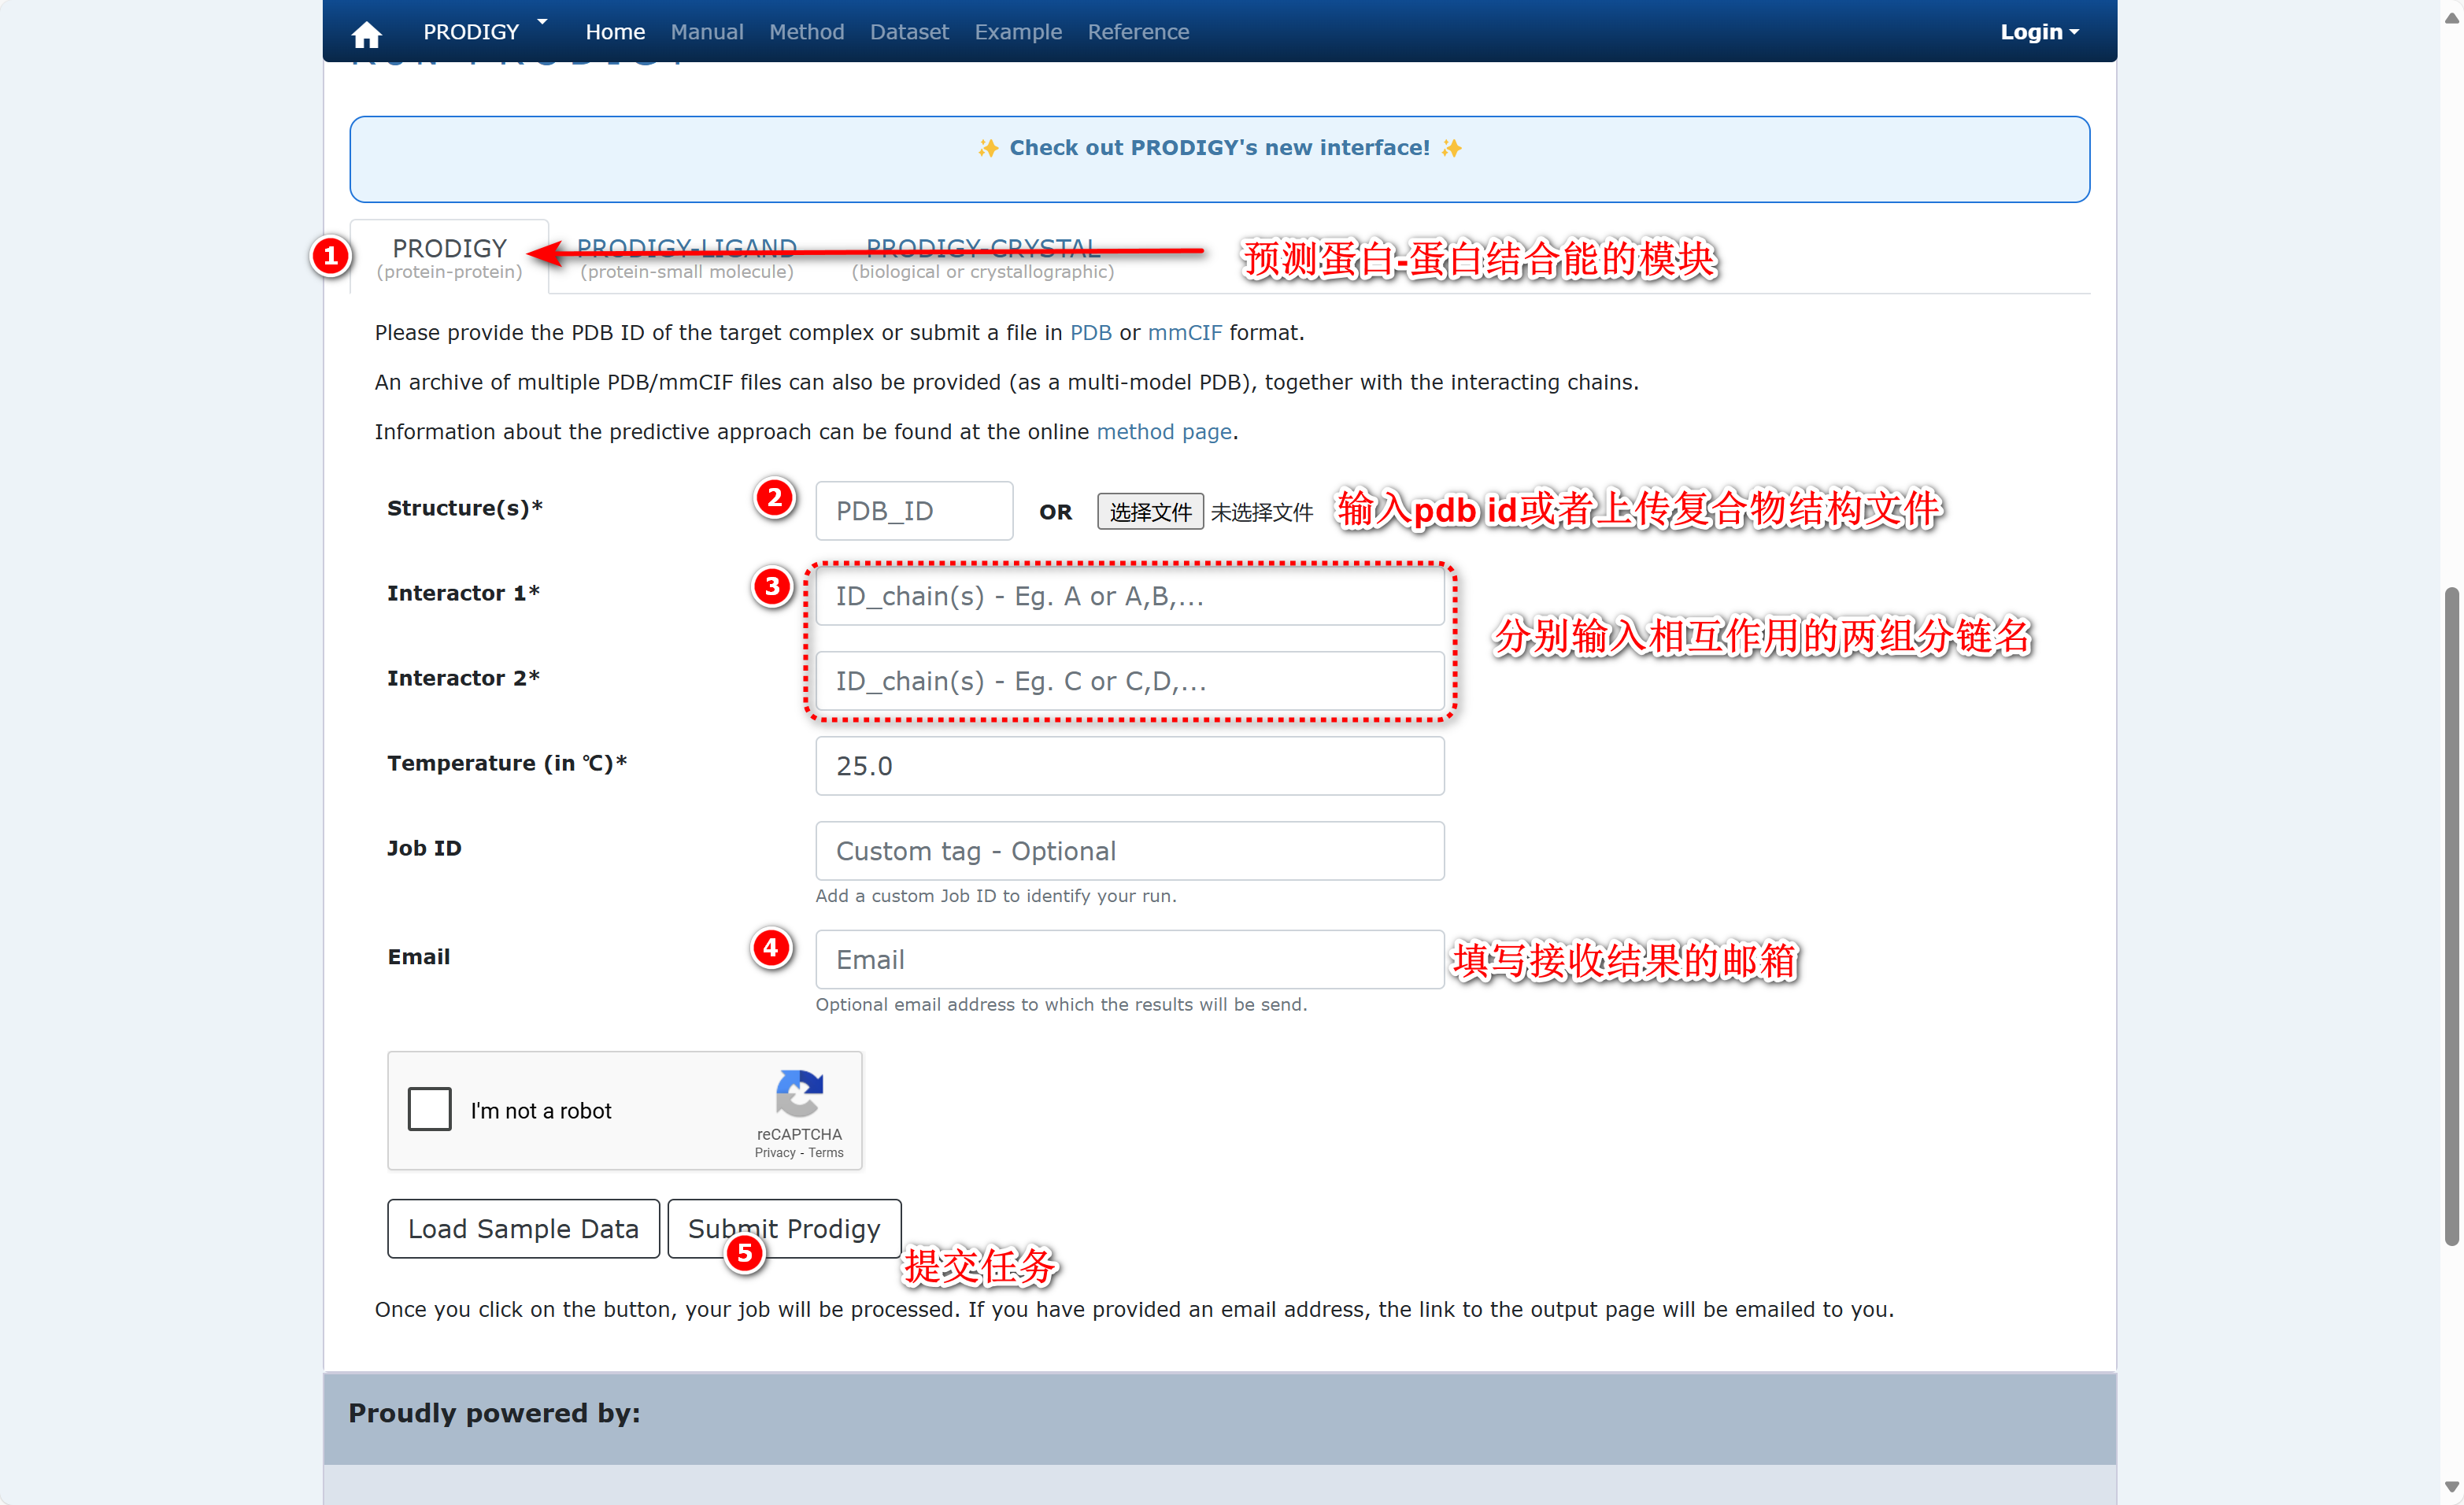 PRODIGY Home Manual Method Dataset Example Reference Login
RUN PRODIGY
✨ Check out PRODIGY's new interface! ✨
1 PRODIGY PRODIGY-LIGAND PRODIGY-CRYSTAL 预测蛋白-蛋白结合能的模块
(protein-protein) (protein-small molecule) (biological or crystallographic)
Please provide the PDB ID of the target complex or submit a file in PDB or mmCIF format.
An archive of multiple PDB/mmCIF files can also be provided (as a multi-model PDB), together with the interacting chains.
Information about the predictive approach can be found at the online method page.
Structure(s)* 2 PDB_ID OR 选择文件 未选择文件 输入pdb id或者上传复合物结构文件
Interactor 1* 3 ID_chain(s) - Eg. A or A,B,...
分别输入相互作用的两组分链名
Interactor 2* ID_chain(s) - Eg. C or C,D,...
Temperature (in ℃)* 25.0
Job ID Custom tag - Optional
Add a custom Job ID to identify your run.
Email 4 Email 填写接收结果的邮箱
Optional email address to which the results will be send.
I'm not a robot
reCAPTCHA
Privacy - Terms
Load Sample Data Submit Prodigy
5 提交任务
Once you click on the button, your job will be processed. If you have provided an email address, the link to the output page will be emailed to you.
Proudly powered by: